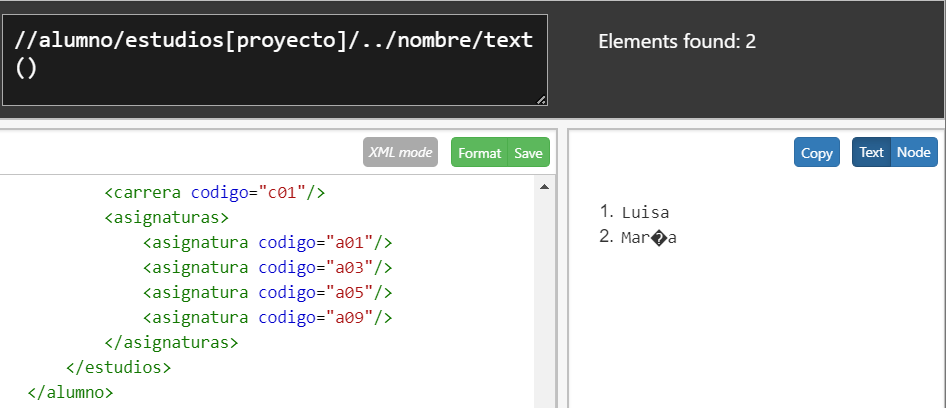 //alumno/estudios[proyecto]/../nombre/text
()
Elements found: 2
XML mode
Format
Save
Copy
Text
Node
<carrera codigo="c01"/>
<asignaturas>
<asignatura codigo="a01"/>
<asignatura codigo="a03"/>
<asignatura codigo="a05"/>
<asignatura codigo="a09"/>
</asignaturas>
</estudios>
</alumno>
1. Luisa
2. Mar�a